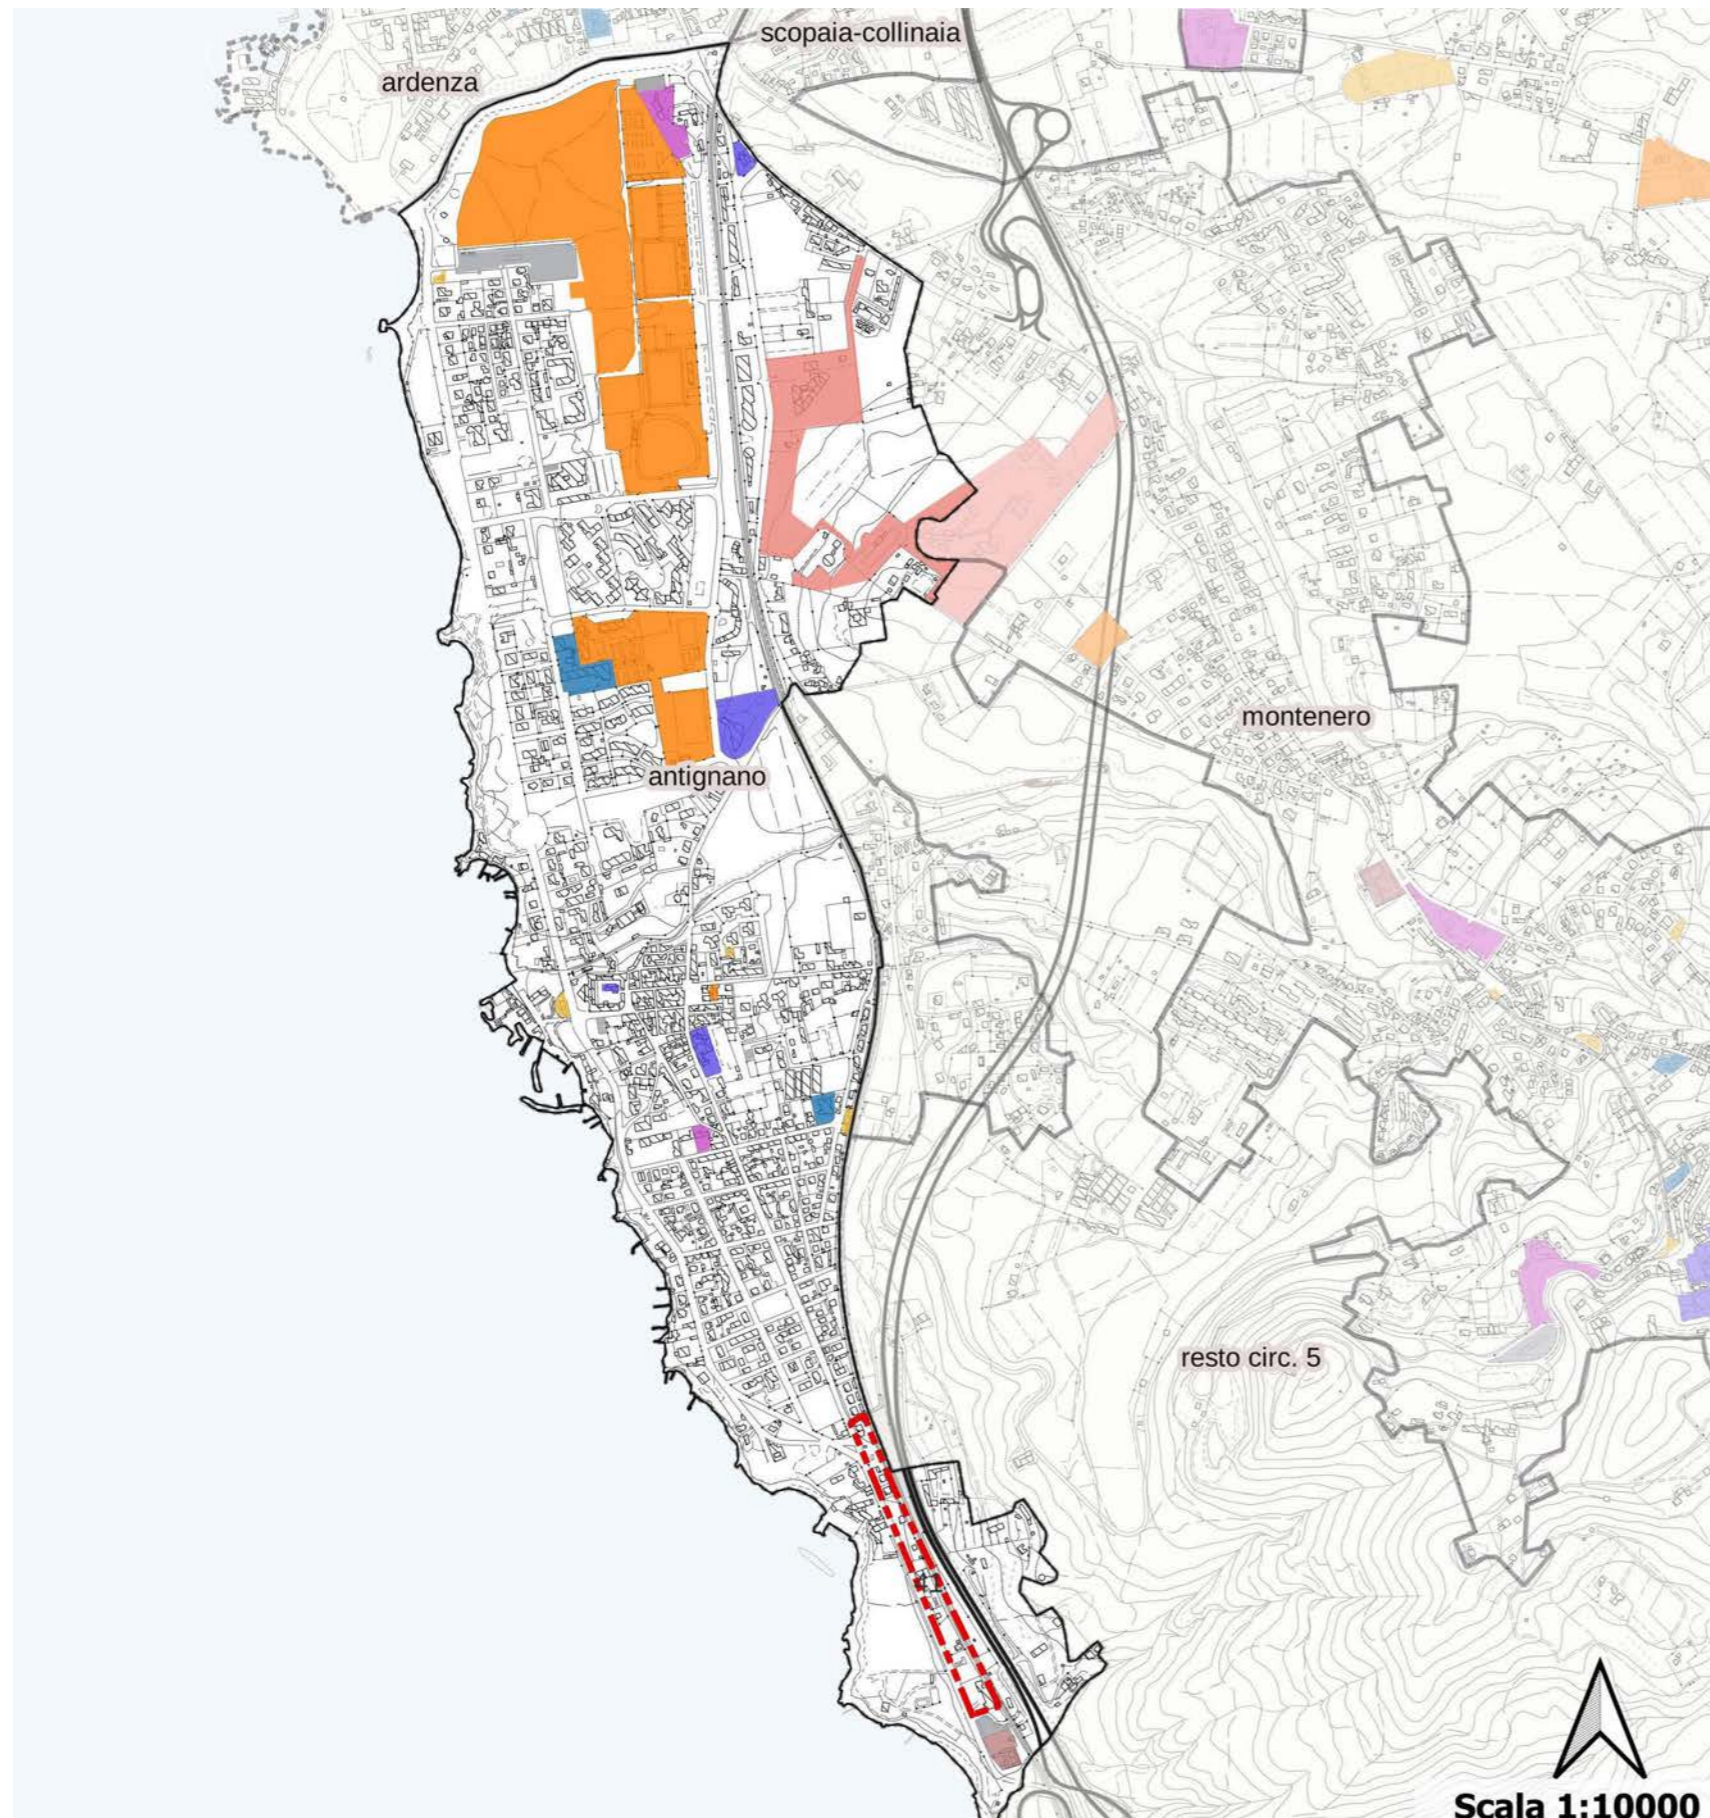 scopaia-collinaia
ardenza
montenero
antignano
resto circ. 5
Scala 1:10000